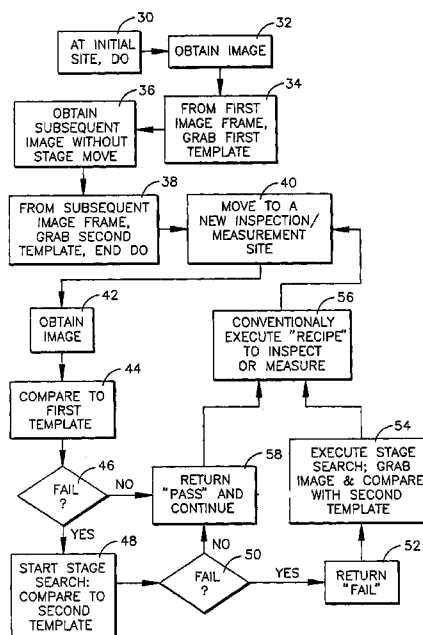 30
AT INITIAL
SITE, DO
32
OBTAIN IMAGE
34
FROM FIRST
IMAGE FRAME,
GRAB FIRST
TEMPLATE
36
OBTAIN
SUBSEQUENT
IMAGE WITHOUT
STAGE MOVE
38
FROM SUBSEQUENT
IMAGE FRAME,
GRAB SECOND
TEMPLATE, END DO
40
MOVE TO A
NEW INSPECTION/
MEASUREMENT
SITE
42
OBTAIN
IMAGE
44
COMPARE TO
FIRST
TEMPLATE
46
FAIL
?
NO
YES
48
START STAGE
SEARCH:
COMPARE TO
SECOND
TEMPLATE
50
FAIL
?
NO
YES
52
RETURN
"FAIL"
54
EXECUTE STAGE
SEARCH; GRAB
IMAGE & COMPARE
WITH SECOND
TEMPLATE
56
CONVENTIONALY
EXECUTE "RECIPE"
TO INSPECT
OR MEASURE
58
RETURN
"PASS" AND
CONTINUE